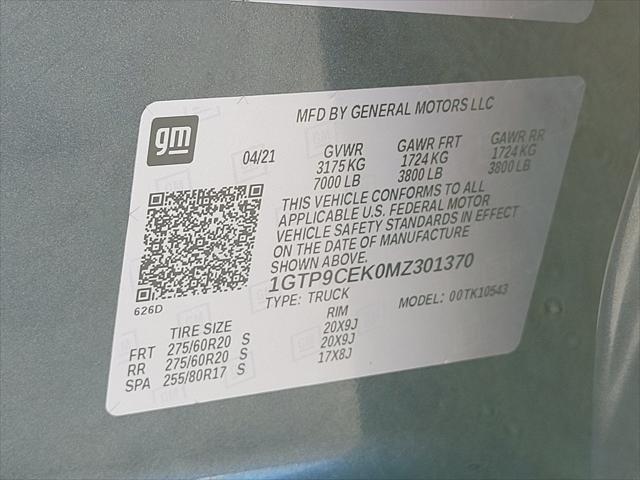 MFD BY GENERAL MOTORS LLC
gm
04/21 GVWR GAWR FRT GAWR RR
3175 KG 1724 KG 1724 KG
7000 LB 3800 LB 3800 LB
THIS VEHICLE CONFORMS TO ALL
APPLICABLE U.S. FEDERAL MOTOR
VEHICLE SAFETY STANDARDS IN EFFECT
ON THE DATE OF MANUFACTURE
SHOWN ABOVE.
1GTP9CEK0MZ301370
626D
TYPE: TRUCK MODEL: 00TK10543
TIRE SIZE RIM
FRT 275/60R20 S 20X9J
RR 275/60R20 S 20X9J
SPA 255/80R17 S 17X8J